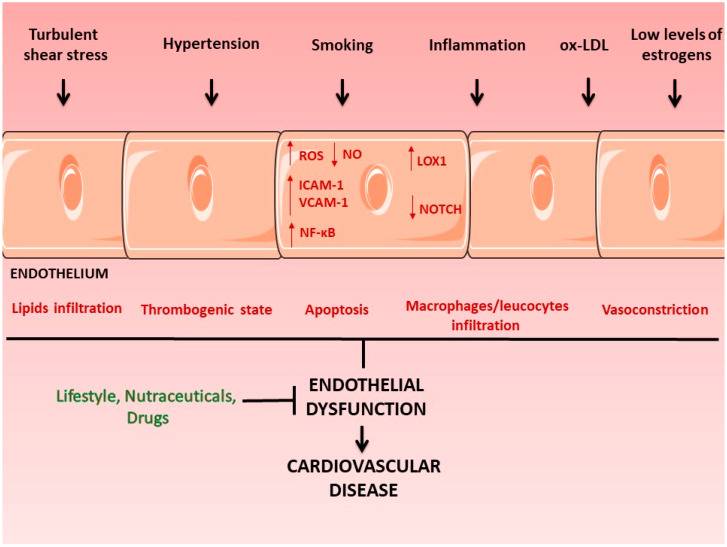 Turbulent
shear stress
Hypertension
Smoking
Inflammation
ox-LDL
Low levels of
estrogens
ROS
NO
LOX1
ICAM-1
VCAM-1
NOTCH
NF-κB
ENDOTHELIUM
Lipids infiltration
Thrombogenic state
Apoptosis
Macrophages/leucocytes
infiltration
Vasoconstriction
Lifestyle, Nutraceuticals,
Drugs
ENDOTHELIAL
DYSFUNCTION
CARDIOVASCULAR
DISEASE